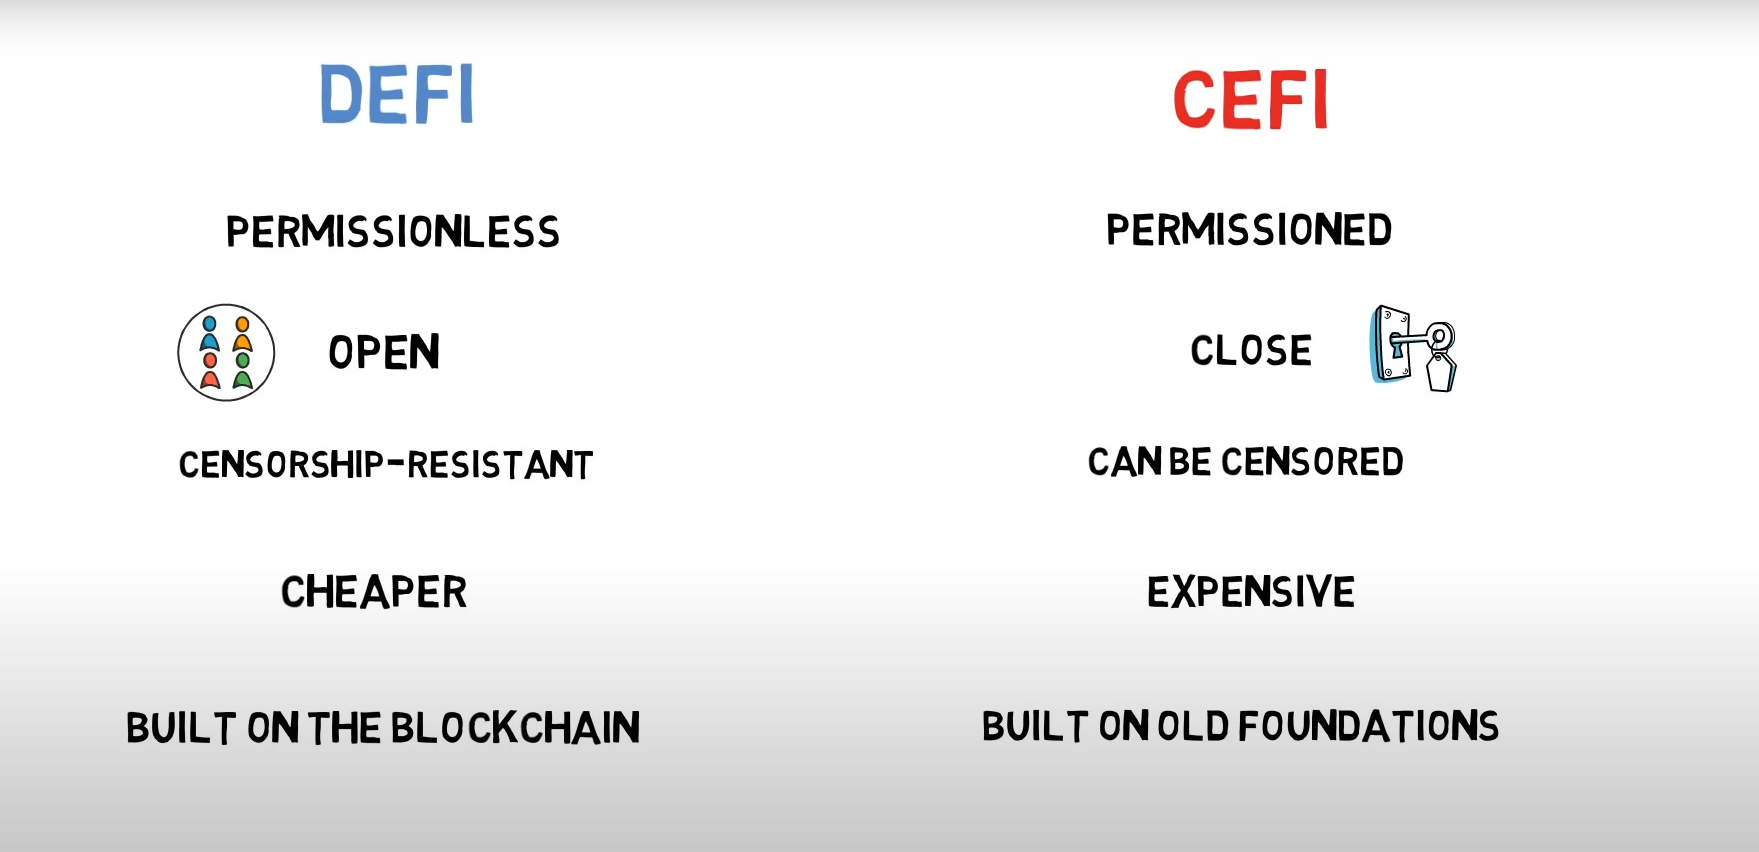 DEFI
CEFI
PERMISSIONLESS
PERMISSIONED
OPEN
CLOSE
CENSORSHIP-RESISTANT
CAN BE CENSORED
CHEAPER
EXPENSIVE
BUILT ON THE BLOCKCHAIN
BUILT ON OLD FOUNDATIONS